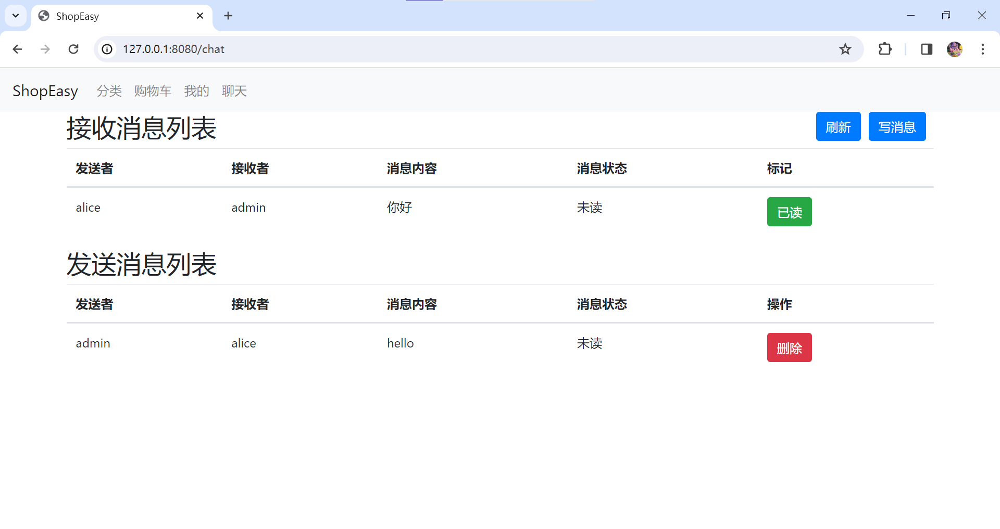 ShopEasy
127.0.0.1:8080/chat
ShopEasy 分类 购物车 我的 聊天
接收消息列表 刷新 写消息
发送者 接收者 消息内容 消息状态 标记
alice admin 你好 未读 已读
发送消息列表
发送者 接收者 消息内容 消息状态 操作
admin alice hello 未读 删除